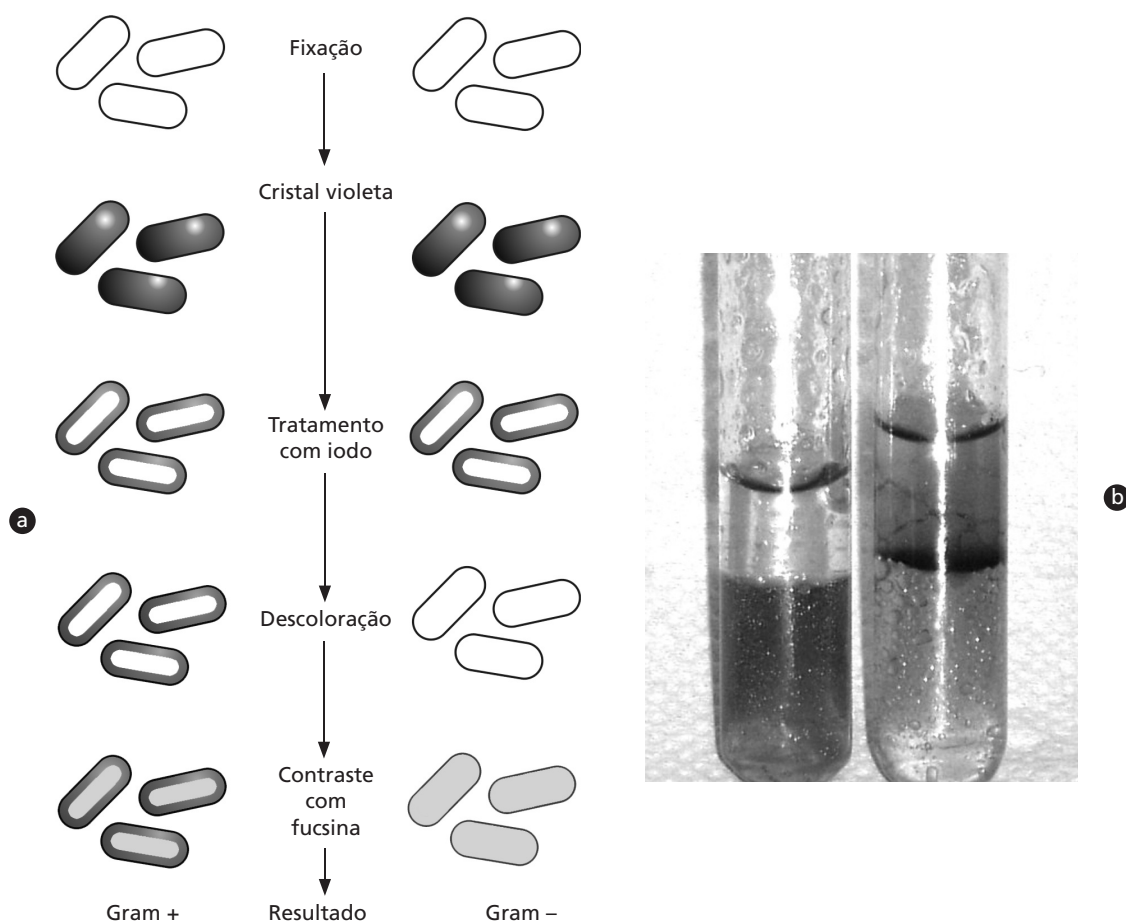 Fixação
Cristal violeta
Tratamento
com iodo
a
b
Descoloração
Contraste
com
fucsina
Gram +
Resultado
Gram –